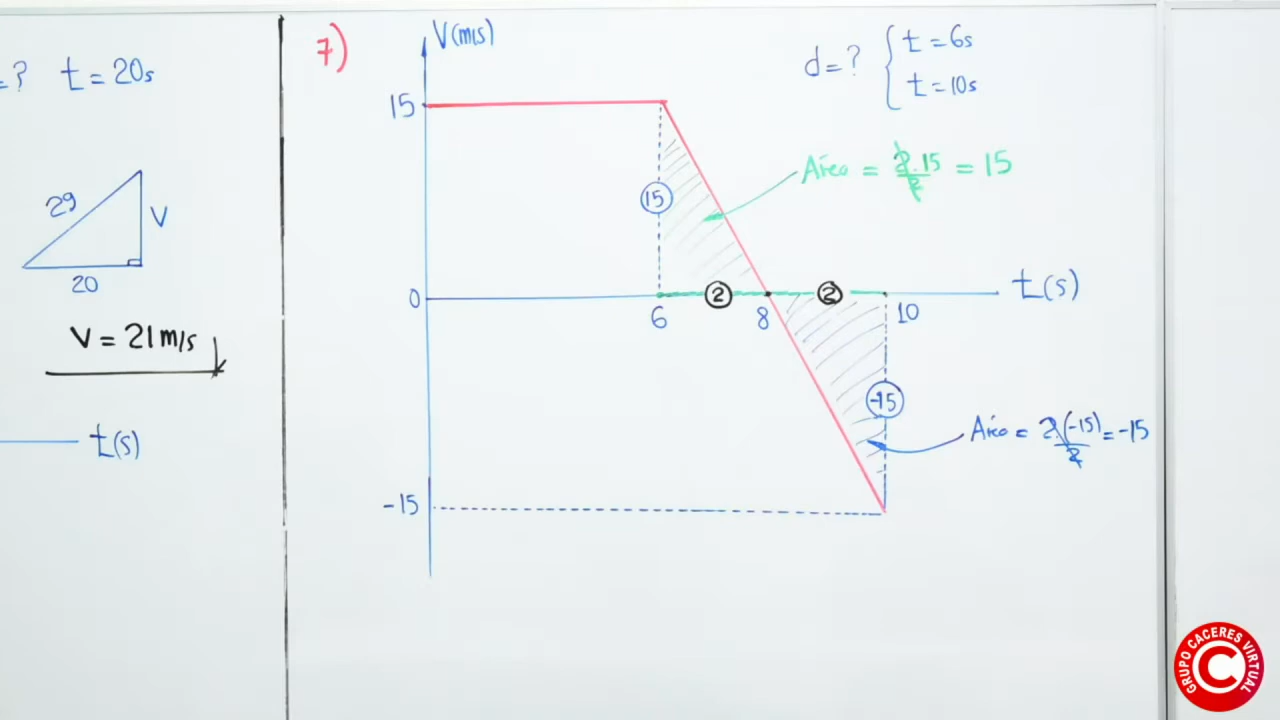 =? t = 20s
29
V
20
V = 21 m/s
t(s)
7)
V(m/s)
d = ? t = 6s
t = 10s
15
Área = 2.15/2 = 15
15
0
2
2
t(s)
6
8
10
-15
Área = 2(-15)/2 = -15
-15
GRUPO CACERES VIRTUAL
C